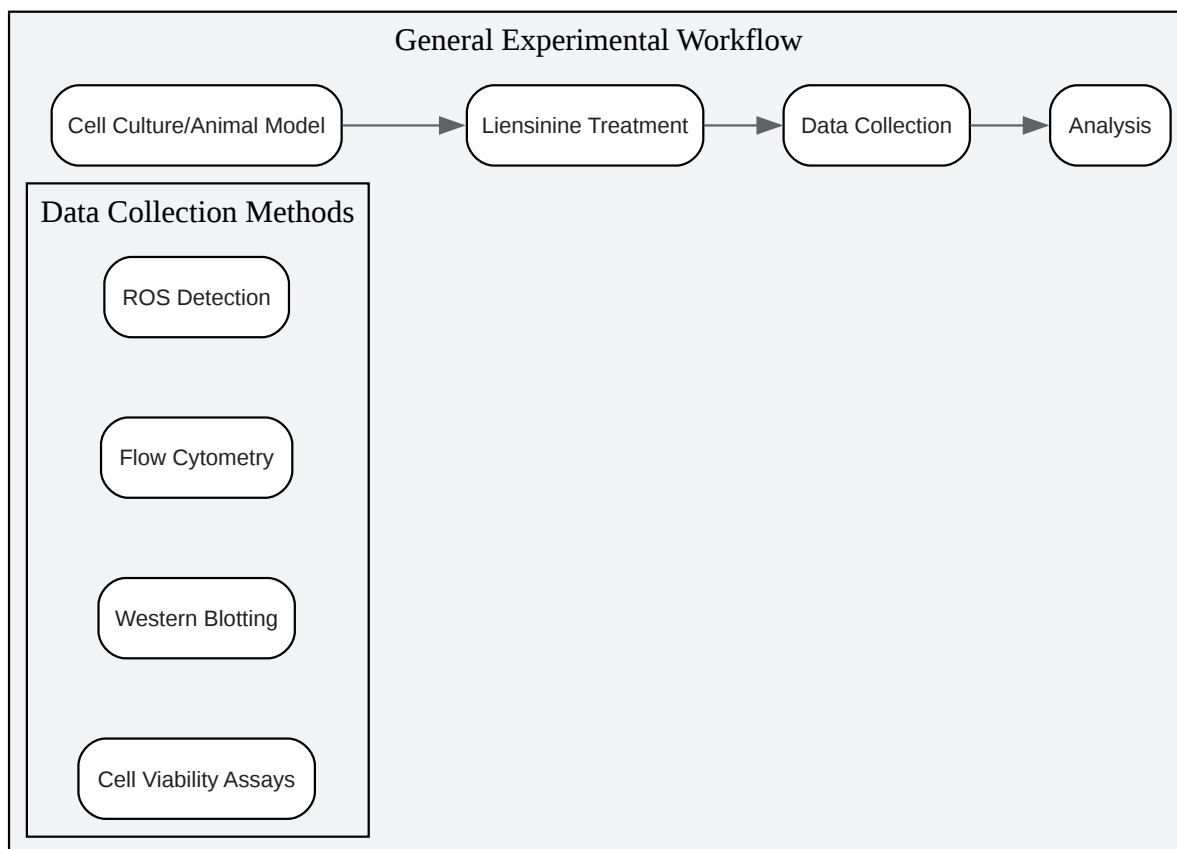 General Experimental Workflow
Cell Culture/Animal Model
Liensinine Treatment
Data Collection
Analysis
Data Collection Methods
ROS Detection
Flow Cytometry
Western Blotting
Cell Viability Assays